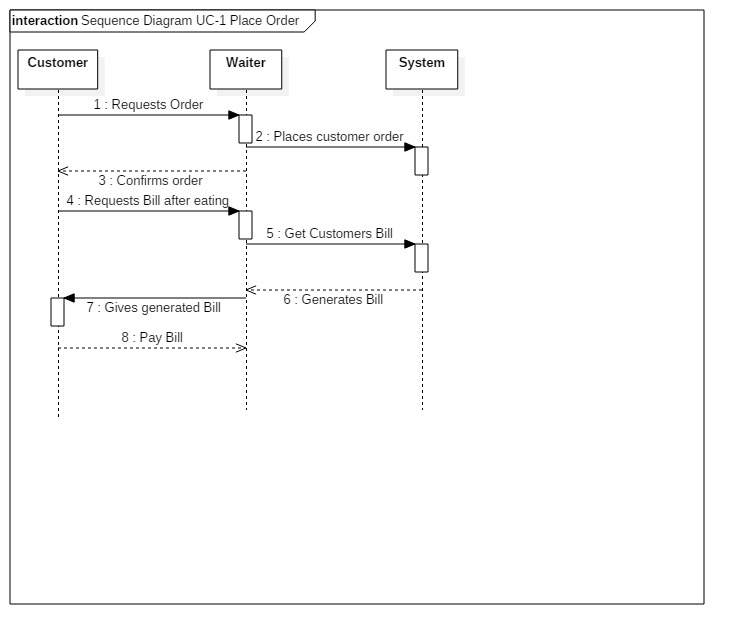 interaction Sequence Diagram UC-1 Place Order
Customer
Waiter
System
1 : Requests Order
2 : Places customer order
3 : Confirms order
4 : Requests Bill after eating
5 : Get Customers Bill
6 : Generates Bill
7 : Gives generated Bill
8 : Pay Bill